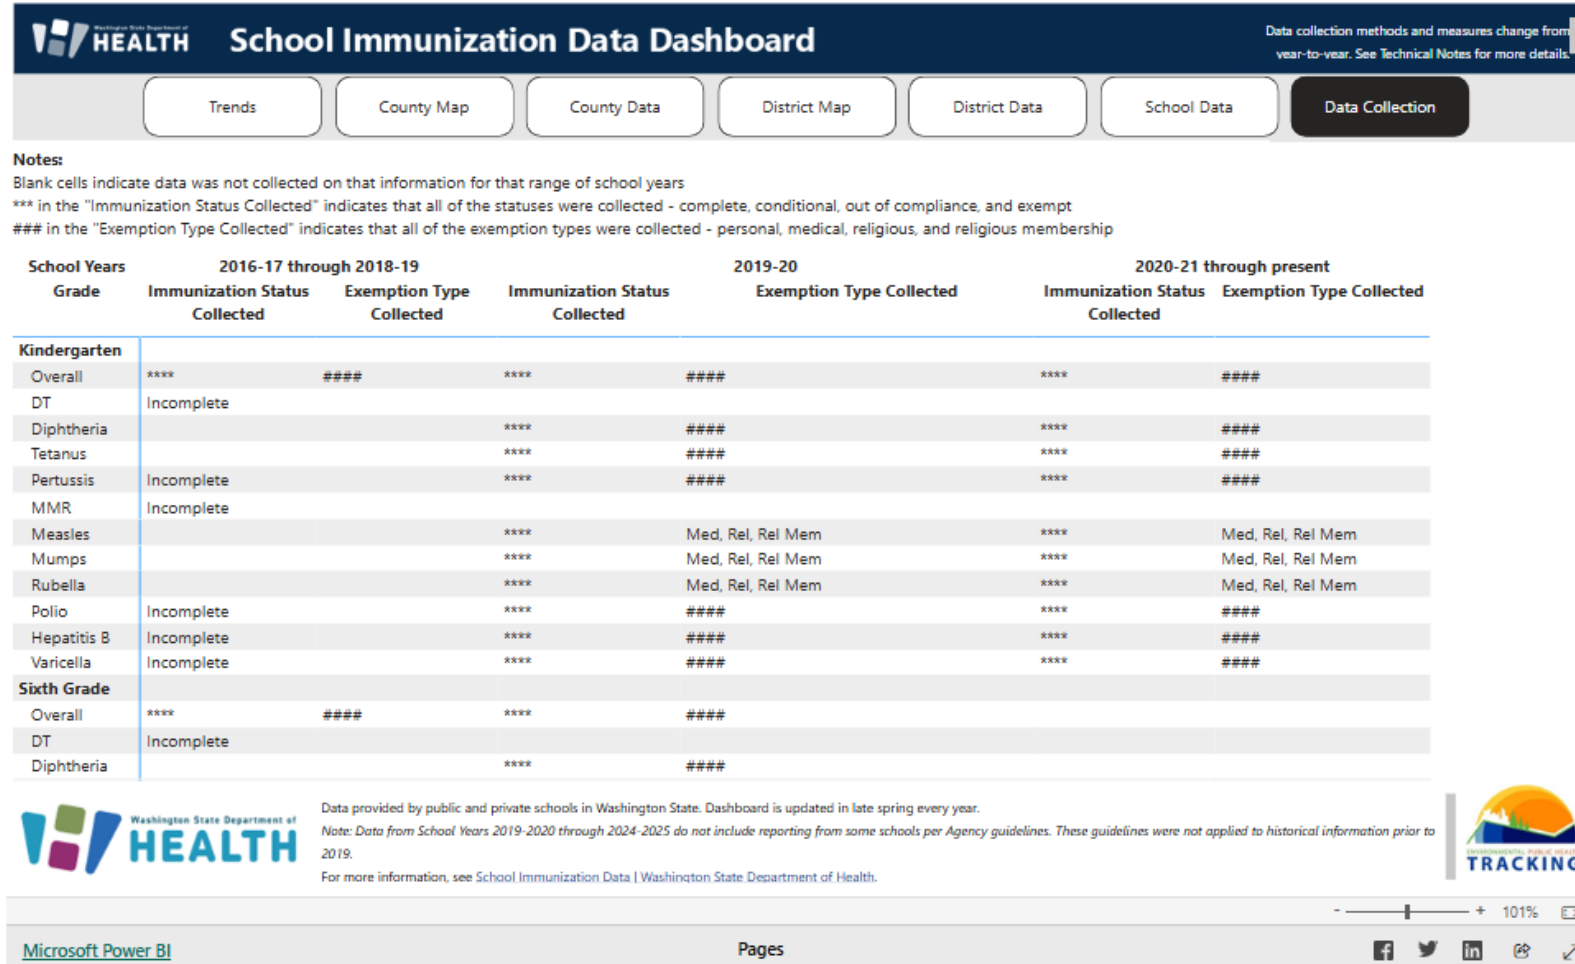 Washington State Department of
HEALTH
School Immunization Data Dashboard
Data collection methods and measures change from
year-to-year. See Technical Notes for more details.
Trends County Map County Data District Map District Data School Data Data Collection
Notes:
Blank cells indicate data was not collected on that information for that range of school years
*** in the "Immunization Status Collected" indicates that all of the statuses were collected - complete, conditional, out of compliance, and exempt
### in the "Exemption Type Collected" indicates that all of the exemption types were collected - personal, medical, religious, and religious membership
School Years 2016-17 through 2018-19 2019-20 2020-21 through present
Grade Immunization Status Exemption Type Immunization Status Exemption Type Collected Immunization Status Exemption Type Collected
Collected Collected Collected Collected
Kindergarten
Overall **** #### **** #### **** ####
DT Incomplete
Diphtheria **** #### **** ####
Tetanus **** #### **** ####
Pertussis Incomplete **** #### **** ####
MMR Incomplete
Measles **** Med, Rel, Rel Mem **** Med, Rel, Rel Mem
Mumps **** Med, Rel, Rel Mem **** Med, Rel, Rel Mem
Rubella **** Med, Rel, Rel Mem **** Med, Rel, Rel Mem
Polio Incomplete **** #### **** ####
Hepatitis B Incomplete **** #### **** ####
Varicella Incomplete **** #### **** ####
Sixth Grade
Overall **** #### **** ####
DT Incomplete
Diphtheria **** ####
Washington State Department of
HEALTH
Data provided by public and private schools in Washington State. Dashboard is updated in late spring every year.
Note: Data from School Years 2019-2020 through 2024-2025 do not include reporting from some schools per Agency guidelines. These guidelines were not applied to historical information prior to
2019.
For more information, see School Immunization Data | Washington State Department of Health.
ENVIRONMENTAL PUBLIC HEALTH
TRACKING
- + 101%
Microsoft Power BI Pages